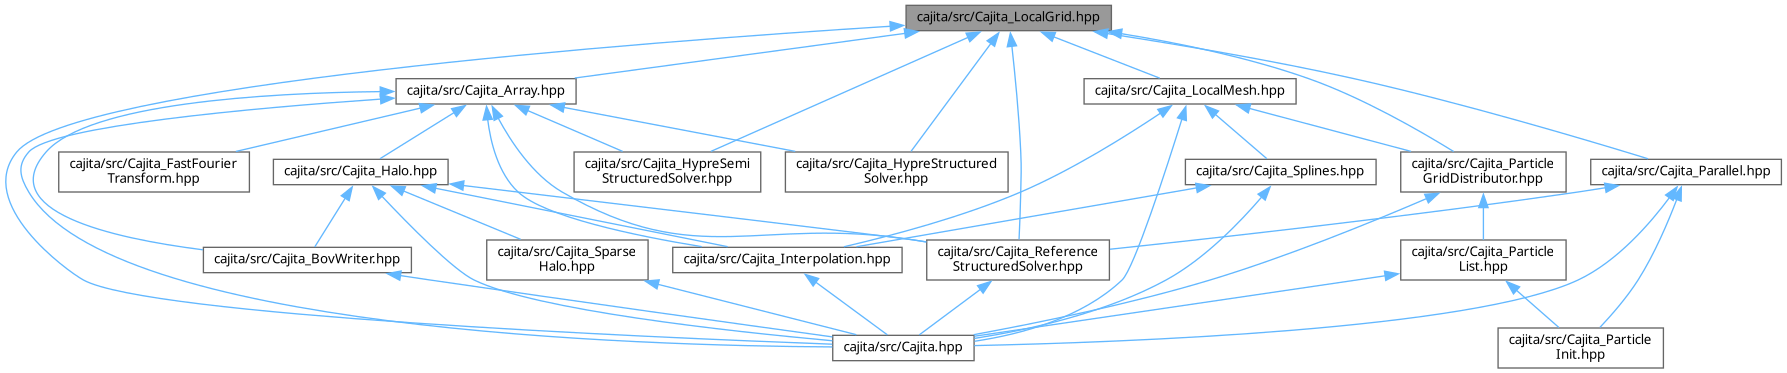 cajita/src/Cajita_LocalGrid.hpp
cajita/src/Cajita_Array.hpp
cajita/src/Cajita_LocalMesh.hpp
cajita/src/Cajita_FastFourier
Transform.hpp
cajita/src/Cajita_Halo.hpp
cajita/src/Cajita_HypreSemi
StructuredSolver.hpp
cajita/src/Cajita_HypreStructured
Solver.hpp
cajita/src/Cajita_Splines.hpp
cajita/src/Cajita_Particle
GridDistributor.hpp
cajita/src/Cajita_Parallel.hpp
cajita/src/Cajita_BovWriter.hpp
cajita/src/Cajita_Sparse
Halo.hpp
cajita/src/Cajita_Interpolation.hpp
cajita/src/Cajita_Reference
StructuredSolver.hpp
cajita/src/Cajita_Particle
List.hpp
cajita/src/Cajita.hpp
cajita/src/Cajita_Particle
Init.hpp